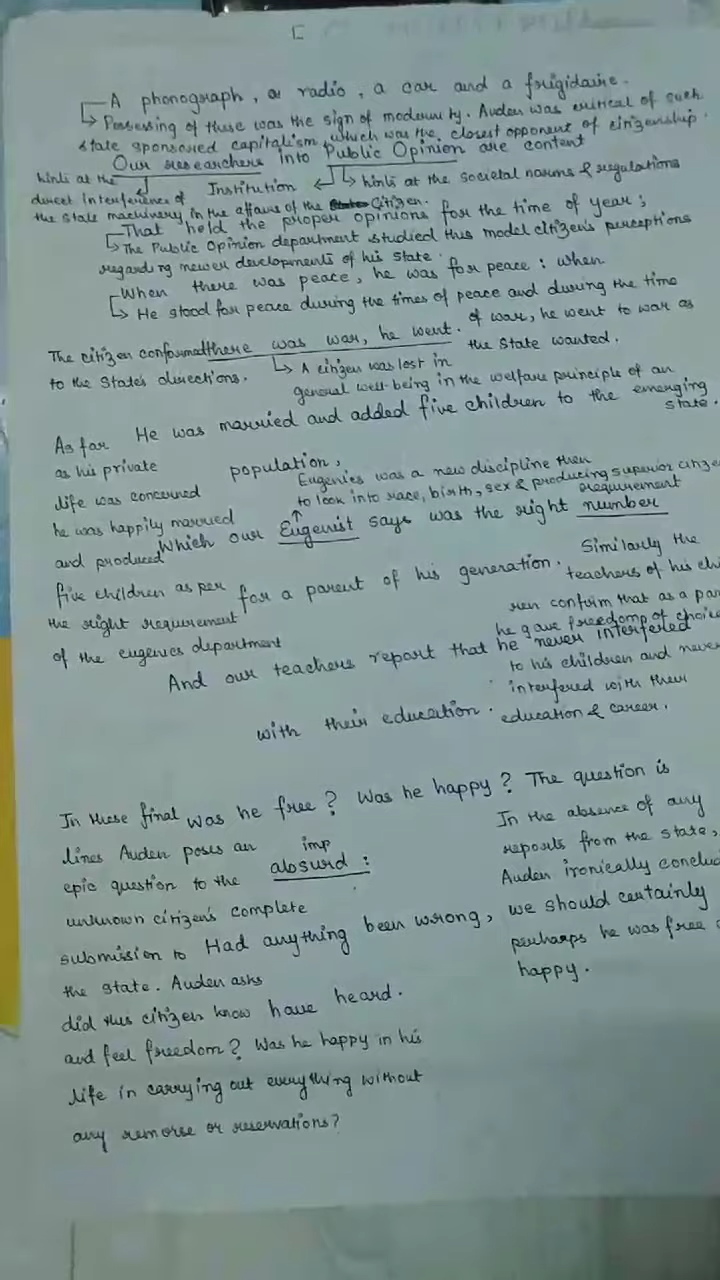 A phonograph, a radio, a car and a frigidaire.
↳ Possessing of these was the sign of modernity. Auden was critical of such
state sponsored capitalism which was the closest opponent of citizenship.
Our researchers into Public Opinion are content
hints at the
direct Interference of Institution ↳ hints at the societal norms & regulations
the state machinery in the affairs of the Citizen.
That held the proper opinions for the time of year;
↳ The Public Opinion department studied this model citizen's perceptions
regarding newer developments of his state.
When there was peace, he was for peace: when
↳ He stood for peace during the times of peace and during the time
of war, he went to war as
the State wanted.
there was war, he went.
The citizen conformed
to the State's directions.
↳ A citizen was lost in
general well-being in the welfare principle of an
emerging
state.
He was married and added five children to the
population,
As far
as his private
life was concerned
he was happily married
and produced
five children as per
the right requirement
of the eugenics department
Eugenics was a new discipline then
to look into race, birth, sex & producing superior
requirement
Which our Eugenist says was the right number
for a parent of his generation.
Similarly the
teachers of his
confirm that as a
he gave freedom of choice
to his children and never
interfered with their
education & career.
And our teachers report that he never interfered
with their education.
Was he free? Was he happy? The question is
imp
absurd:
In these final
lines Auden poses an
epic question to the
unknown citizen's complete
submission to
the state. Auden asks
did this citizen know
and feel freedom? Was he happy in his
life in carrying out everything without
any remorse or reservations?
Had anything been wrong, we should certainly
have heard.
In the absence of any
reports from the state,
Auden ironically
perhaps he was free
happy.